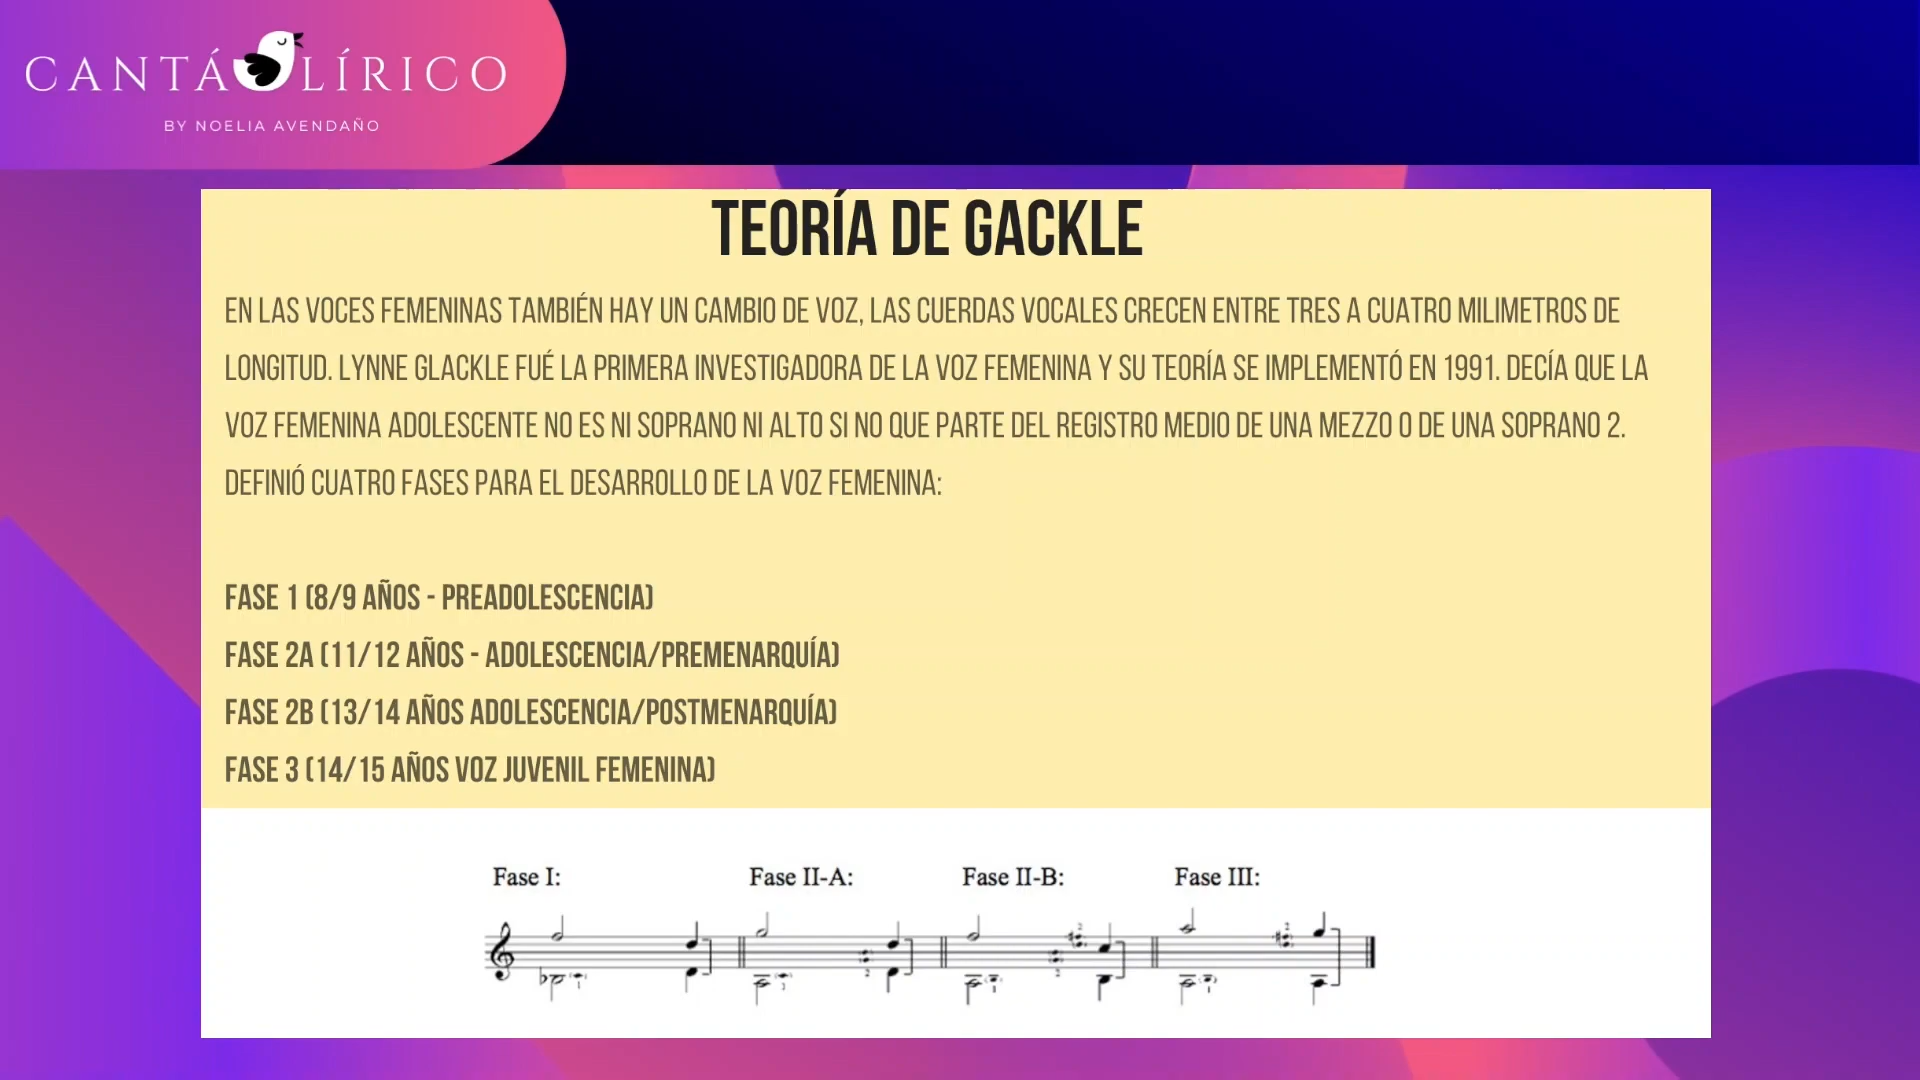 CANTÁ LÍRICO
BY NOELIA AVENDAÑO
TEORÍA DE GACKLE
EN LAS VOCES FEMENINAS TAMBIÉN HAY UN CAMBIO DE VOZ, LAS CUERDAS VOCALES CRECEN ENTRE TRES A CUATRO MILIMETROS DE
LONGITUD. LYNNE GLACKLE FUÉ LA PRIMERA INVESTIGADORA DE LA VOZ FEMENINA Y SU TEORÍA SE IMPLEMENTÓ EN 1991. DECÍA QUE LA
VOZ FEMENINA ADOLESCENTE NO ES NI SOPRANO NI ALTO SI NO QUE PARTE DEL REGISTRO MEDIO DE UNA MEZZO O DE UNA SOPRANO 2.
DEFINIÓ CUATRO FASES PARA EL DESARROLLO DE LA VOZ FEMENINA:
FASE 1 (8/9 AÑOS - PREADOLESCENCIA)
FASE 2A (11/12 AÑOS - ADOLESCENCIA/PREMENARQUÍA)
FASE 2B (13/14 AÑOS ADOLESCENCIA/POSTMENARQUÍA)
FASE 3 (14/15 AÑOS VOZ JUVENIL FEMENINA)
Fase I: Fase II-A: Fase II-B: Fase III: